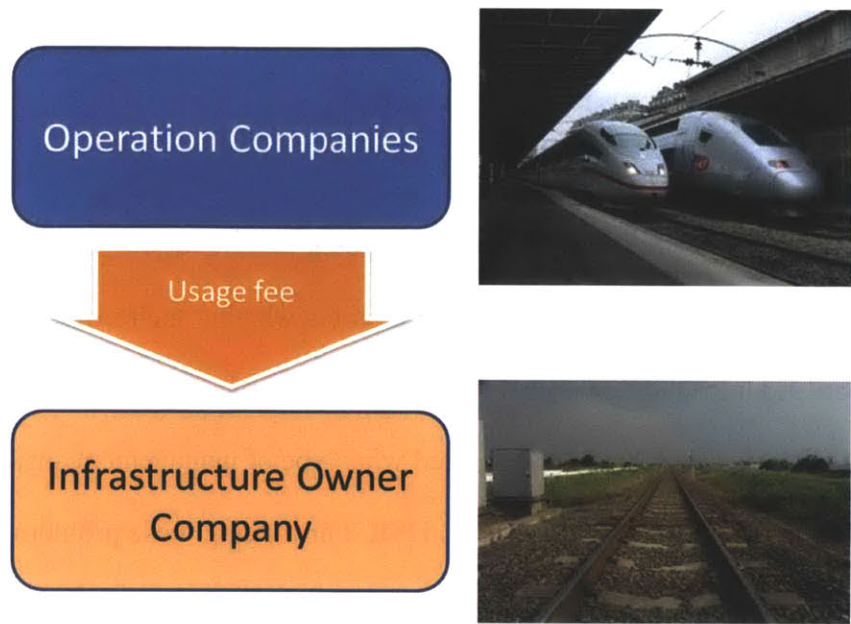 Operation Companies
Usage fee
Infrastructure Owner
Company